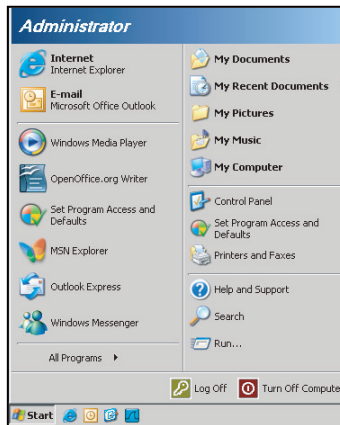 Administrator
Internet
Internet Explorer
E-mail
Microsoft Office Outlook
Windows Media Player
OpenOffice.org Writer
Set Program Access and
Defaults
MSN Explorer
Outlook Express
Windows Messenger
All Programs
My Documents
My Recent Documents
My Pictures
My Music
My Computer
Control Panel
Set Program Access and
Defaults
Printers and Faxes
Help and Support
Search
Run...
Log Off
Turn Off Compute
Start